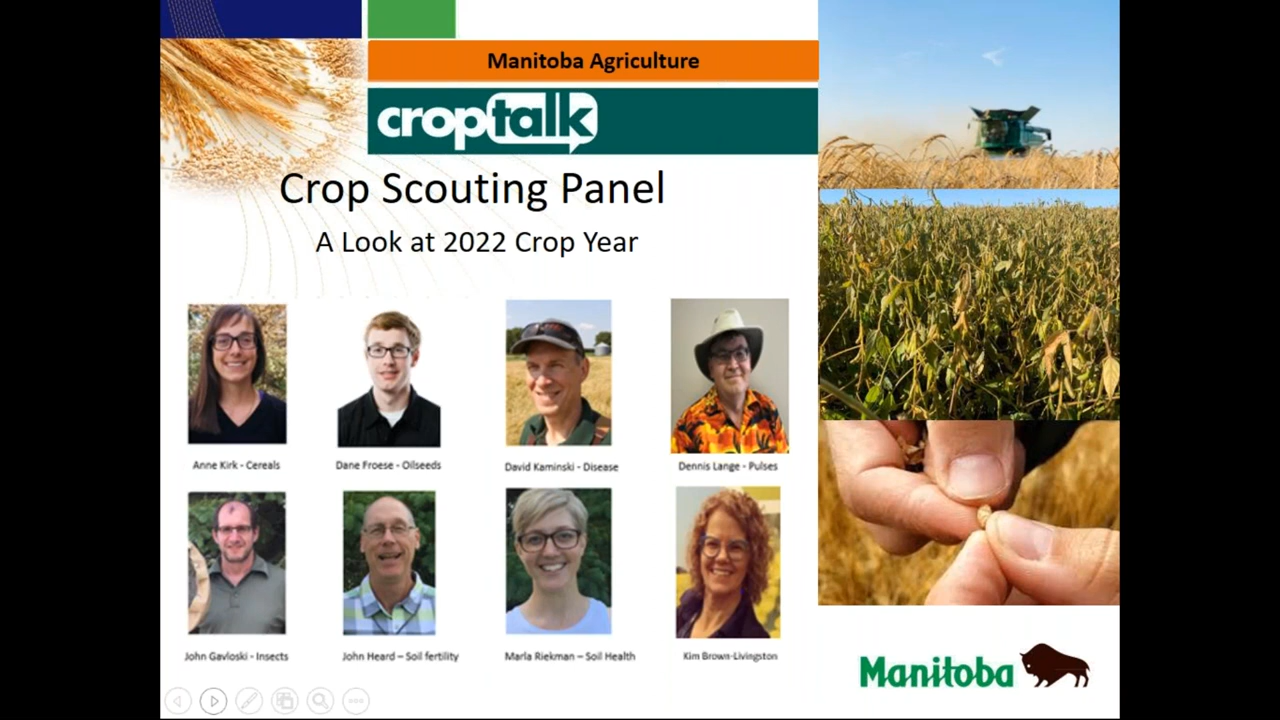 Manitoba Agriculture
croptalk
Crop Scouting Panel
A Look at 2022 Crop Year
Anne Kirk - Cereals
Dane Froese - Oilseeds
David Kaminski - Disease
Dennis Lange - Pulses
John Gavloski - Insects
John Heard – Soil fertility
Marla Riekman – Soil Health
Kim Brown-Livingston
Manitoba